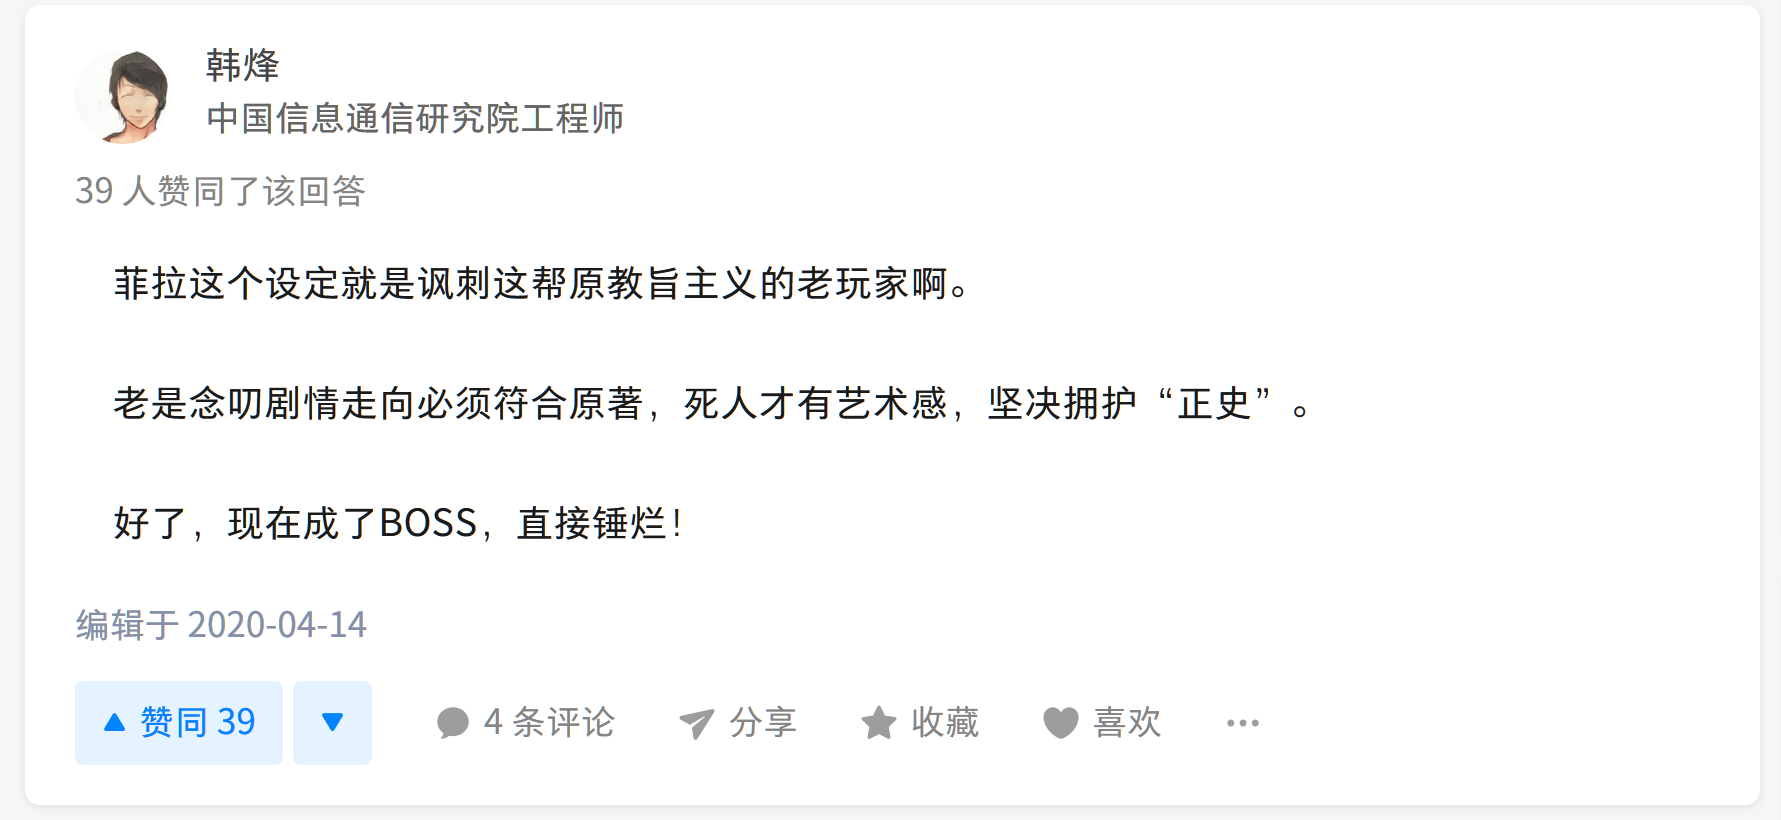 韩烽
中国信息通信研究院工程师
39 人赞同了该回答
菲拉这个设定就是讽刺这帮原教旨主义的老玩家啊。
老是念叨剧情走向必须符合原著，死人才有艺术感，坚决拥护“正史”。
好了，现在成了BOSS，直接锤烂！
编辑于 2020-04-14
赞同 39 4 条评论 分享 收藏 喜欢